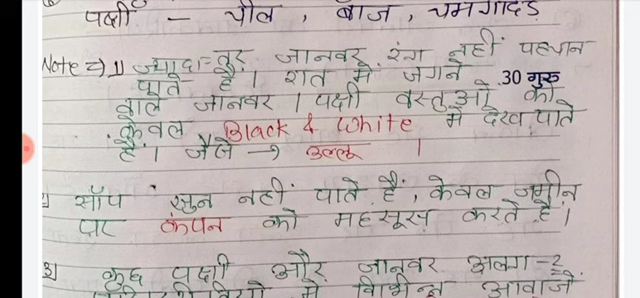 पक्षी - चील, बाज, चमगादड़
Note ⇒ 1) ज्यादा-तर जानवर रंग नहीं पहचान
पाते हैं। रात में जगने
30 गुरु
वाले जानवर । पक्षी वस्तुओं को
केवल Black & White में देख पाते
हैं। जैसे → उल्लू ।
साँप सुन नहीं पाते हैं, केवल जमीन
पर कंपन को महसूस करते हैं।
3) कुछ पक्षी और जानवर अलग-2
में विभिन्न आवाजें